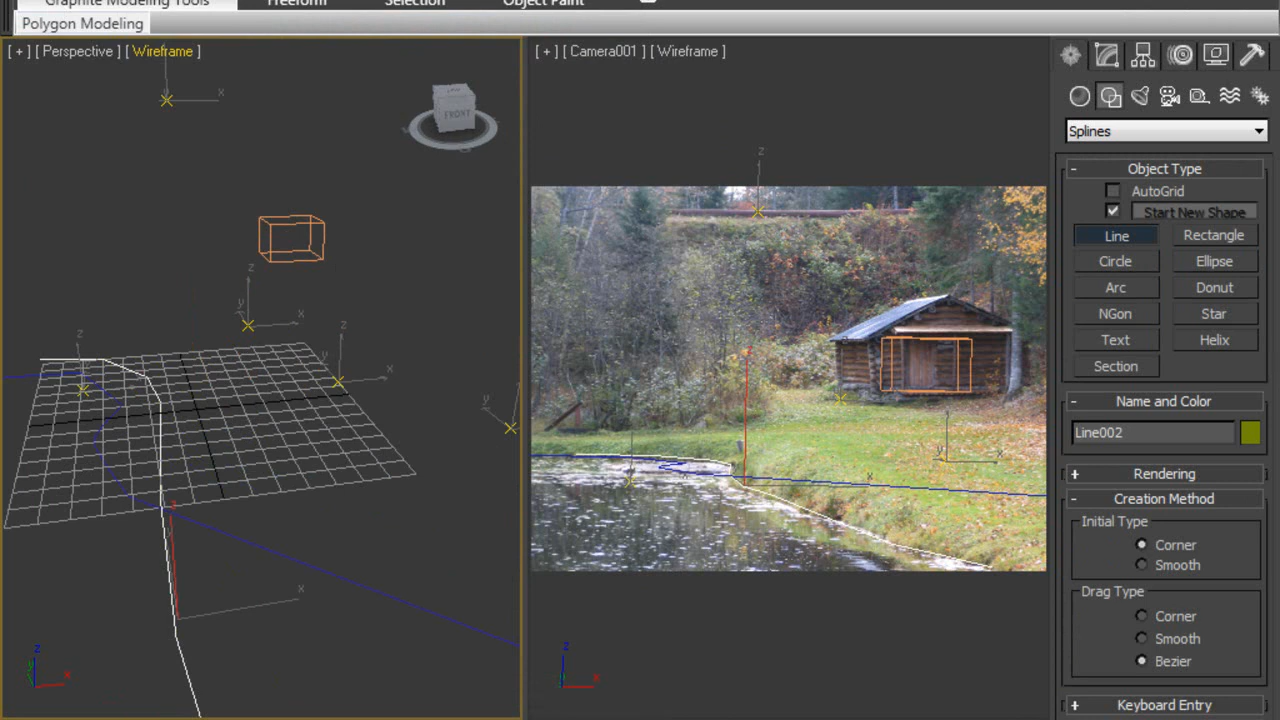 Graphite Modeling Tools Freeform Selection Object Paint
Polygon Modeling
[ + ] [ Perspective ] [ Wireframe ]
[ + ] [ Camera001 ] [ Wireframe ]
FRONT
Splines
- Object Type
AutoGrid
Start New Shape
Line Rectangle
Circle Ellipse
Arc Donut
NGon Star
Text Helix
Section
- Name and Color
Line002
+ Rendering
- Creation Method
Initial Type
Corner
Smooth
Drag Type
Corner
Smooth
Bezier
+ Keyboard Entry
x
z
x
y
z
x
z
x
z
y
x
z
x
z
x
y
x
z
x
z
x